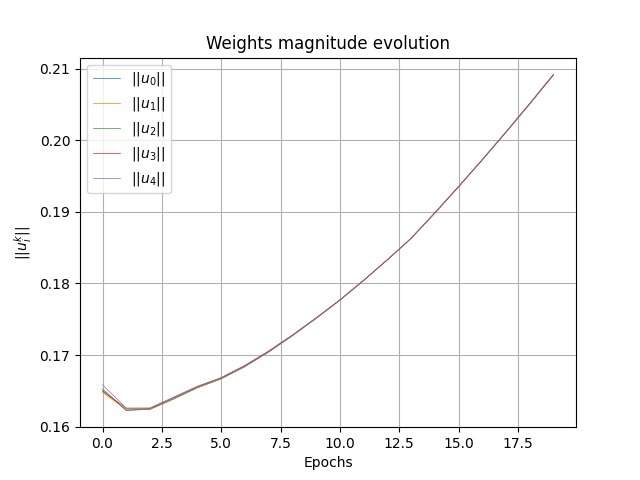 Weights magnitude evolution
||u_0||
||u_1||
||u_2||
||u_3||
||u_4||
0.21
0.20
0.19
0.18
0.17
0.16
||u_i^k||
0.0 2.5 5.0 7.5 10.0 12.5 15.0 17.5
Epochs